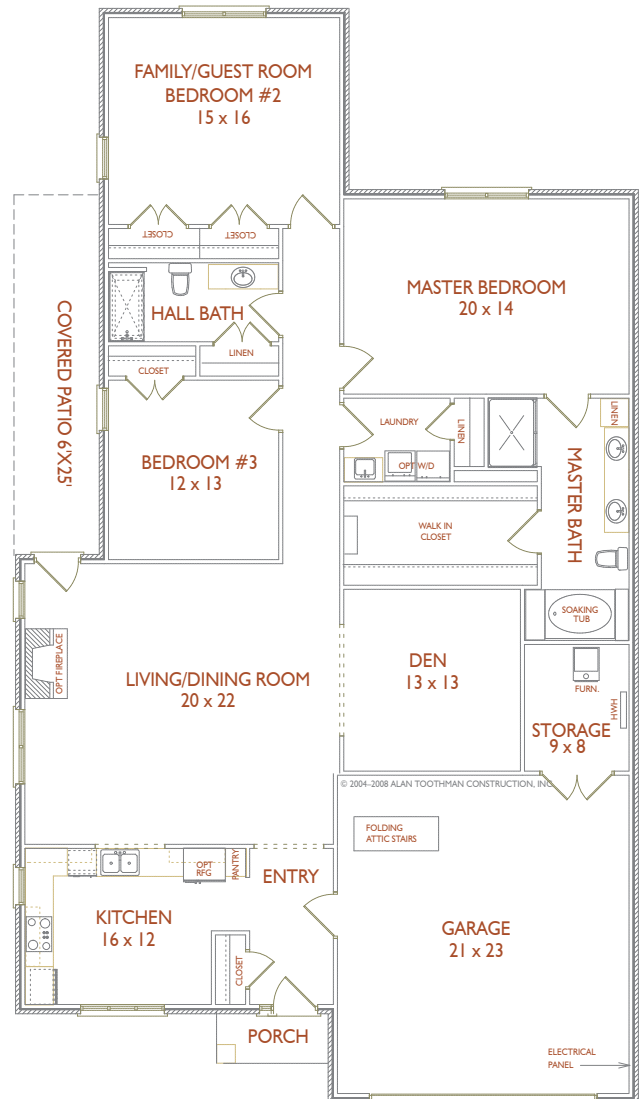 FAMILY/GUEST ROOM
BEDROOM #2
15 x 16
CLOSET
CLOSET
HALL BATH
LINEN
CLOSET
MASTER BEDROOM
20 x 14
COVERED PATIO 6'X25'
BEDROOM #3
12 x 13
LAUNDRY
OPT W/D
LINEN
LINEN
MASTER BATH
WALK IN
CLOSET
SOAKING
TUB
OPT FIREPLACE
LIVING/DINING ROOM
20 x 22
DEN
13 x 13
FURN.
HWH
STORAGE
9 x 8
© 2004-2008 ALAN TOOTHMAN CONSTRUCTION, INC
FOLDING
ATTIC STAIRS
OPT
RFG
PANTRY
ENTRY
KITCHEN
16 x 12
CLOSET
GARAGE
21 x 23
PORCH
ELECTRICAL
PANEL